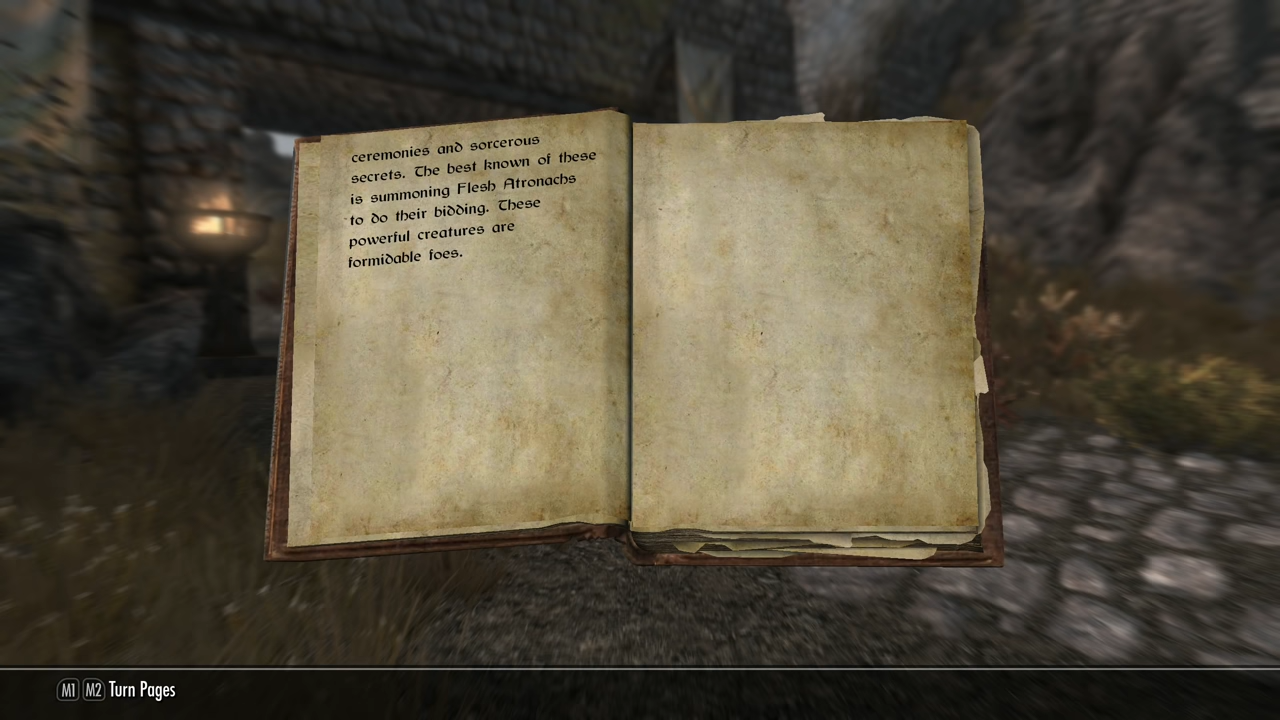 ceremonies and sorcerous
secrets. The best known of these
is summoning Flesh Atronachs
to do their bidding. These
powerful creatures are
formidable foes.
M1 M2 Turn Pages